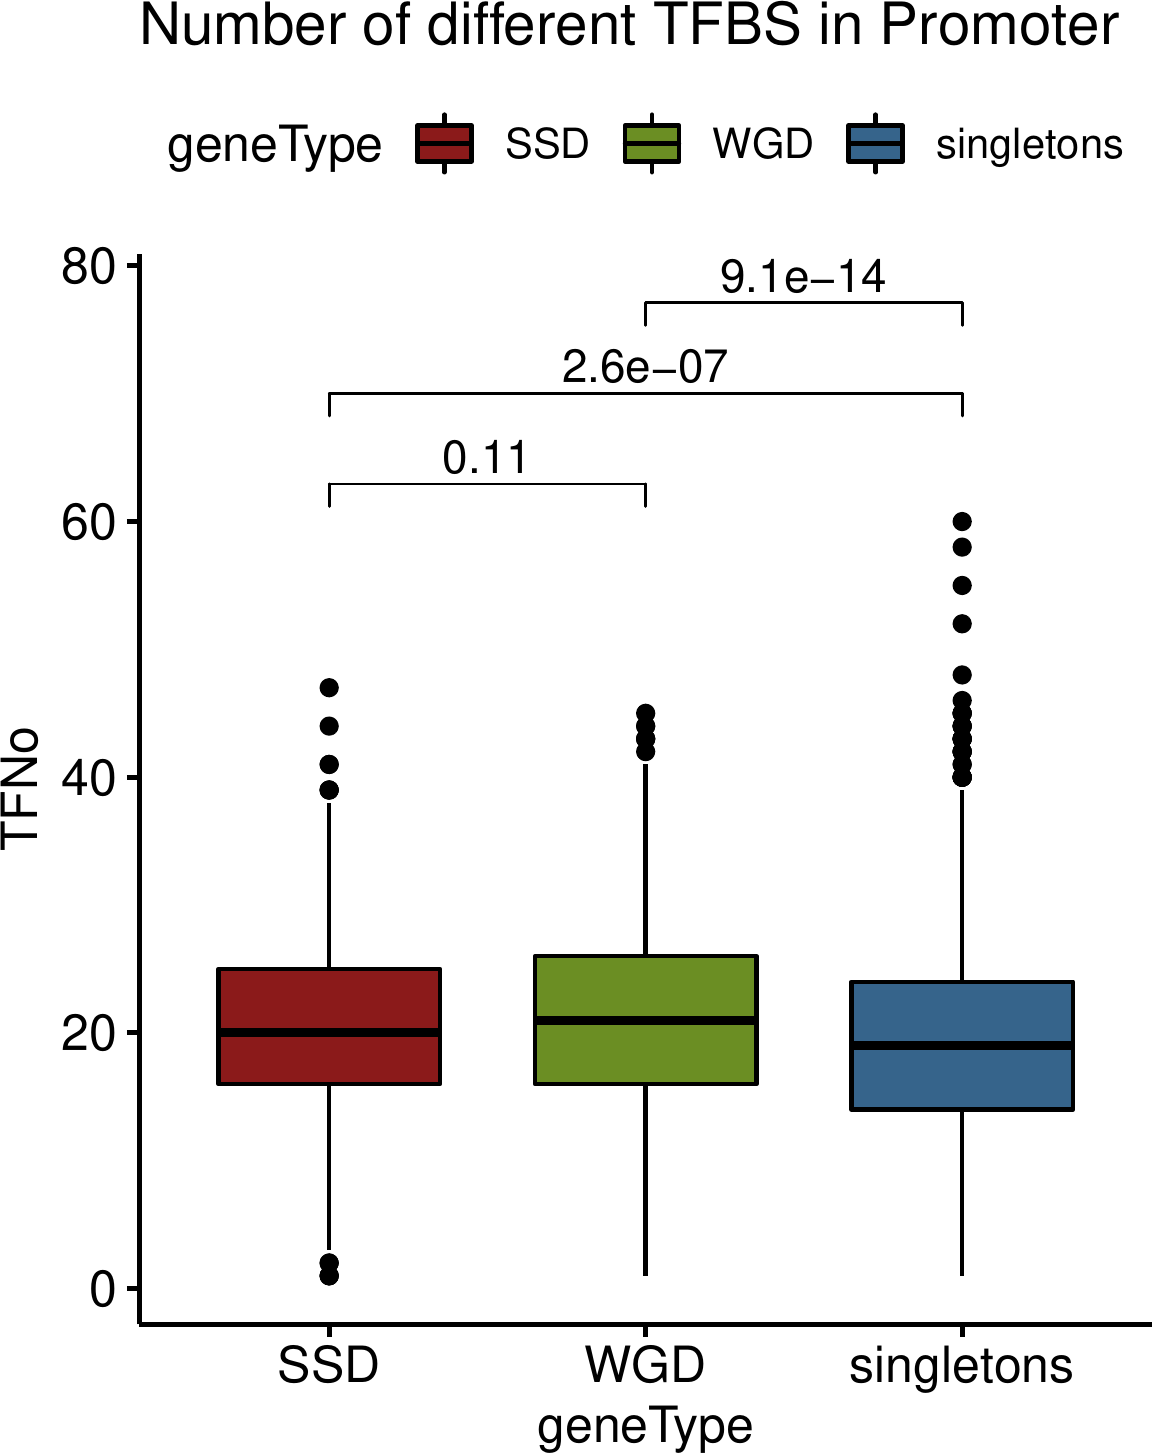 Number of different TFBS in Promoter
geneType SSD WGD singletons
80
9.1e−14
2.6e−07
0.11
60
TFNo
40
20
0
SSD WGD singletons
geneType